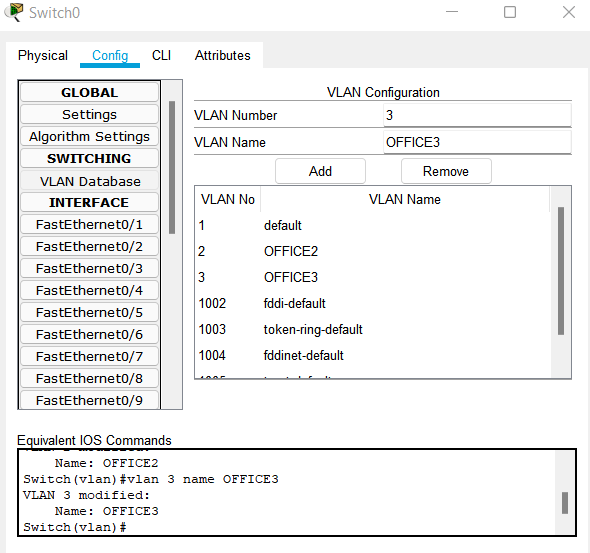 Switch0
Physical Config CLI Attributes
GLOBAL
Settings
Algorithm Settings
SWITCHING
VLAN Database
INTERFACE
FastEthernet0/1
FastEthernet0/2
FastEthernet0/3
FastEthernet0/4
FastEthernet0/5
FastEthernet0/6
FastEthernet0/7
FastEthernet0/8
FastEthernet0/9
VLAN Configuration
VLAN Number 3
VLAN Name OFFICE3
Add Remove
VLAN No VLAN Name
1 default
2 OFFICE2
3 OFFICE3
1002 fddi-default
1003 token-ring-default
1004 fddinet-default
Equivalent IOS Commands
Name: OFFICE2
Switch(vlan)#vlan 3 name OFFICE3
VLAN 3 modified:
Name: OFFICE3
Switch(vlan)#